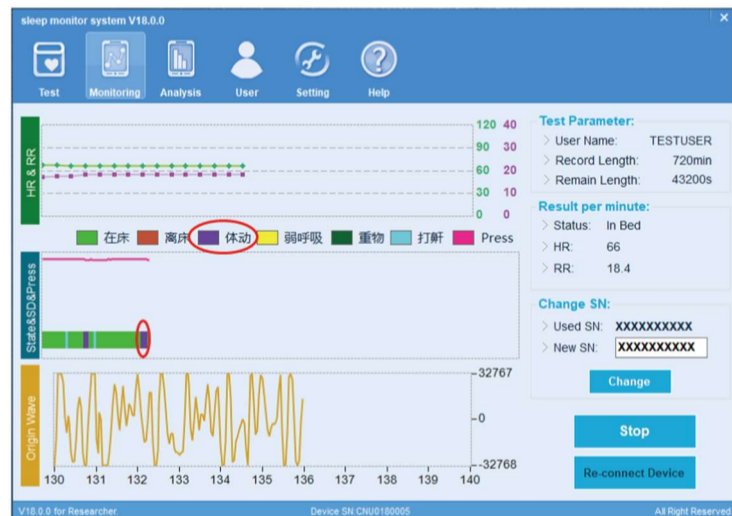 sleep monitor system V18.0.0
×
Test Monitoring Analysis User Setting Help
HR & RR
120 40
90 30
60 20
30 10
0 0
在床 离床 体动 弱呼吸 重物 打鼾 Press
State&SD&Press
Origin Wave
32767
0
-32768
130 131 132 133 134 135 136 137 138 139 140
Test Parameter:
> User Name: TESTUSER
> Record Length: 720min
> Remain Length: 43200s
Result per minute:
> Status: In Bed
> HR: 66
> RR: 18.4
Change SN:
> Used SN: XXXXXXXXXX
> New SN: XXXXXXXXXX
Change
Stop
Re-connect Device
V18.0.0 for Researcher. Device SN:CNU0180005 All Right Reserved